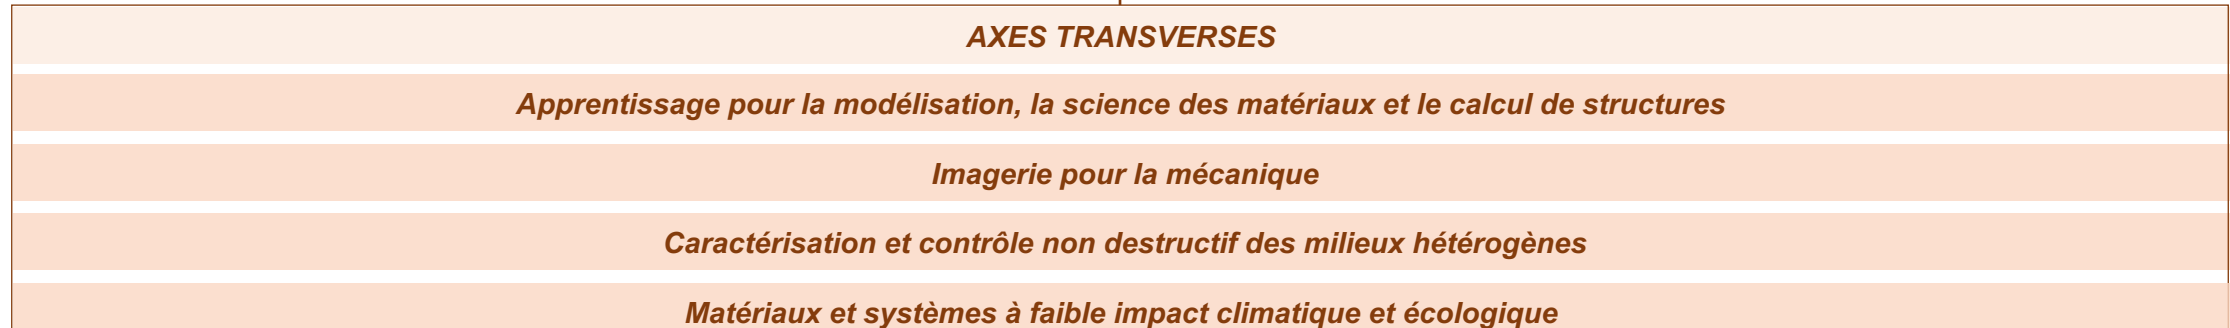 AXES TRANSVERSES
Apprentissage pour la modélisation, la science des matériaux et le calcul de structures
Imagerie pour la mécanique
Caractérisation et contrôle non destructif des milieux hétérogènes
Matériaux et systèmes à faible impact climatique et écologique